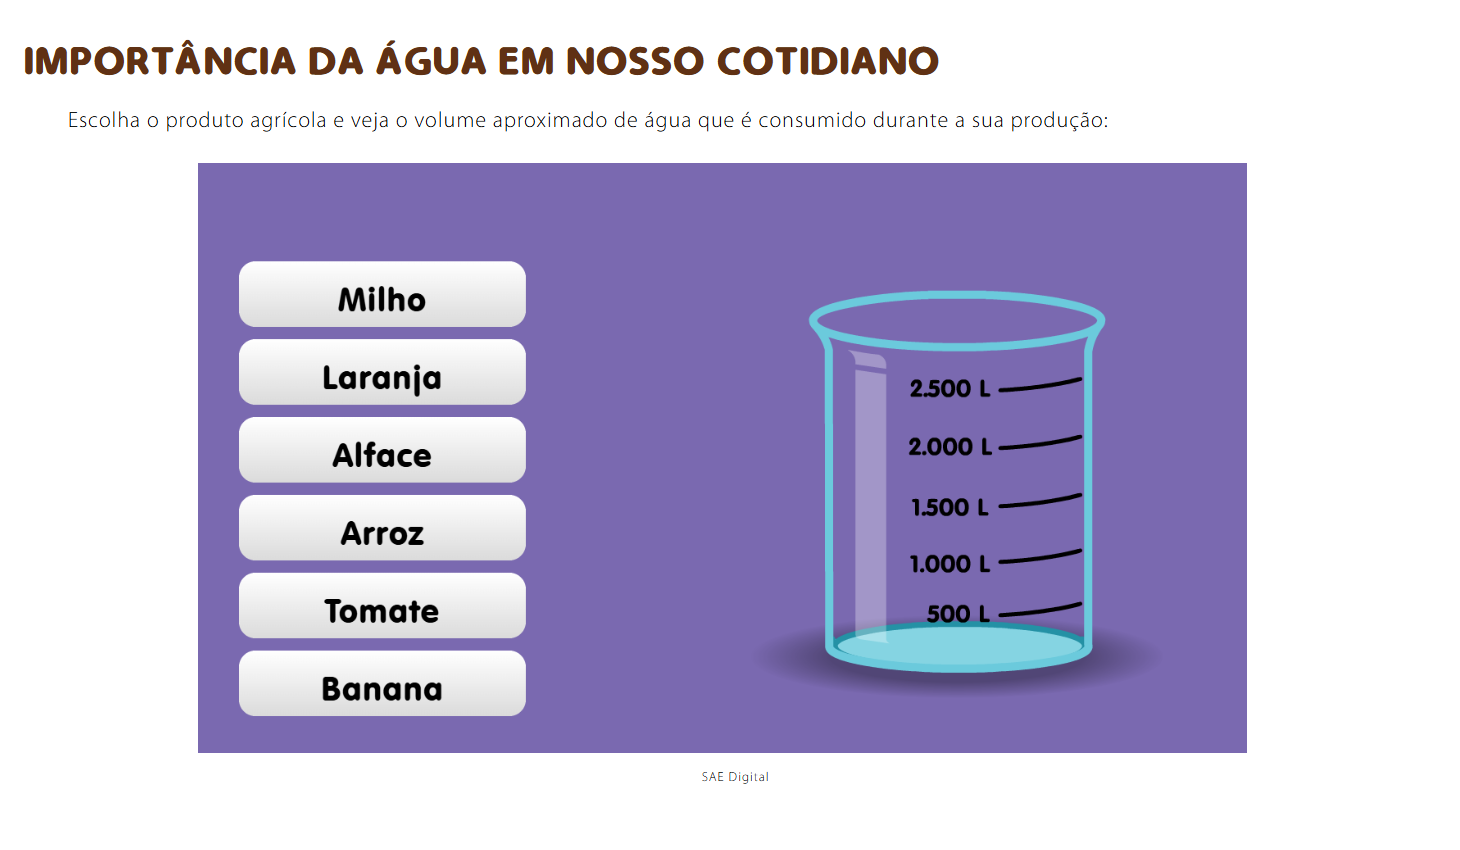 IMPORTÂNCIA DA ÁGUA EM NOSSO COTIDIANO
Escolha o produto agrícola e veja o volume aproximado de água que é consumido durante a sua produção:
Milho
Laranja
Alface
Arroz
Tomate
Banana
2.500 L
2.000 L
1.500 L
1.000 L
500 L
SAE Digital